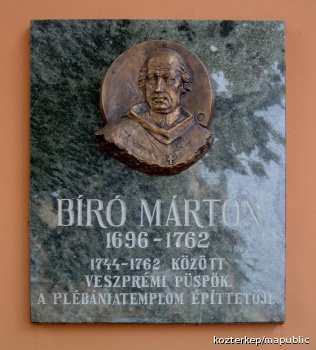 BÍRÓ MÁRTON
1696-1762
1744-1762 KÖZÖTT
VESZPRÉMI PÜSPÖK.
A PLÉBÁNIATEMPLOM ÉPÍTTETŐJE
kozterkep/mapublic